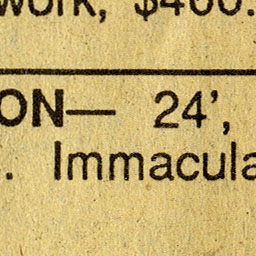 work, $400.
ON— 24',
. Immacula